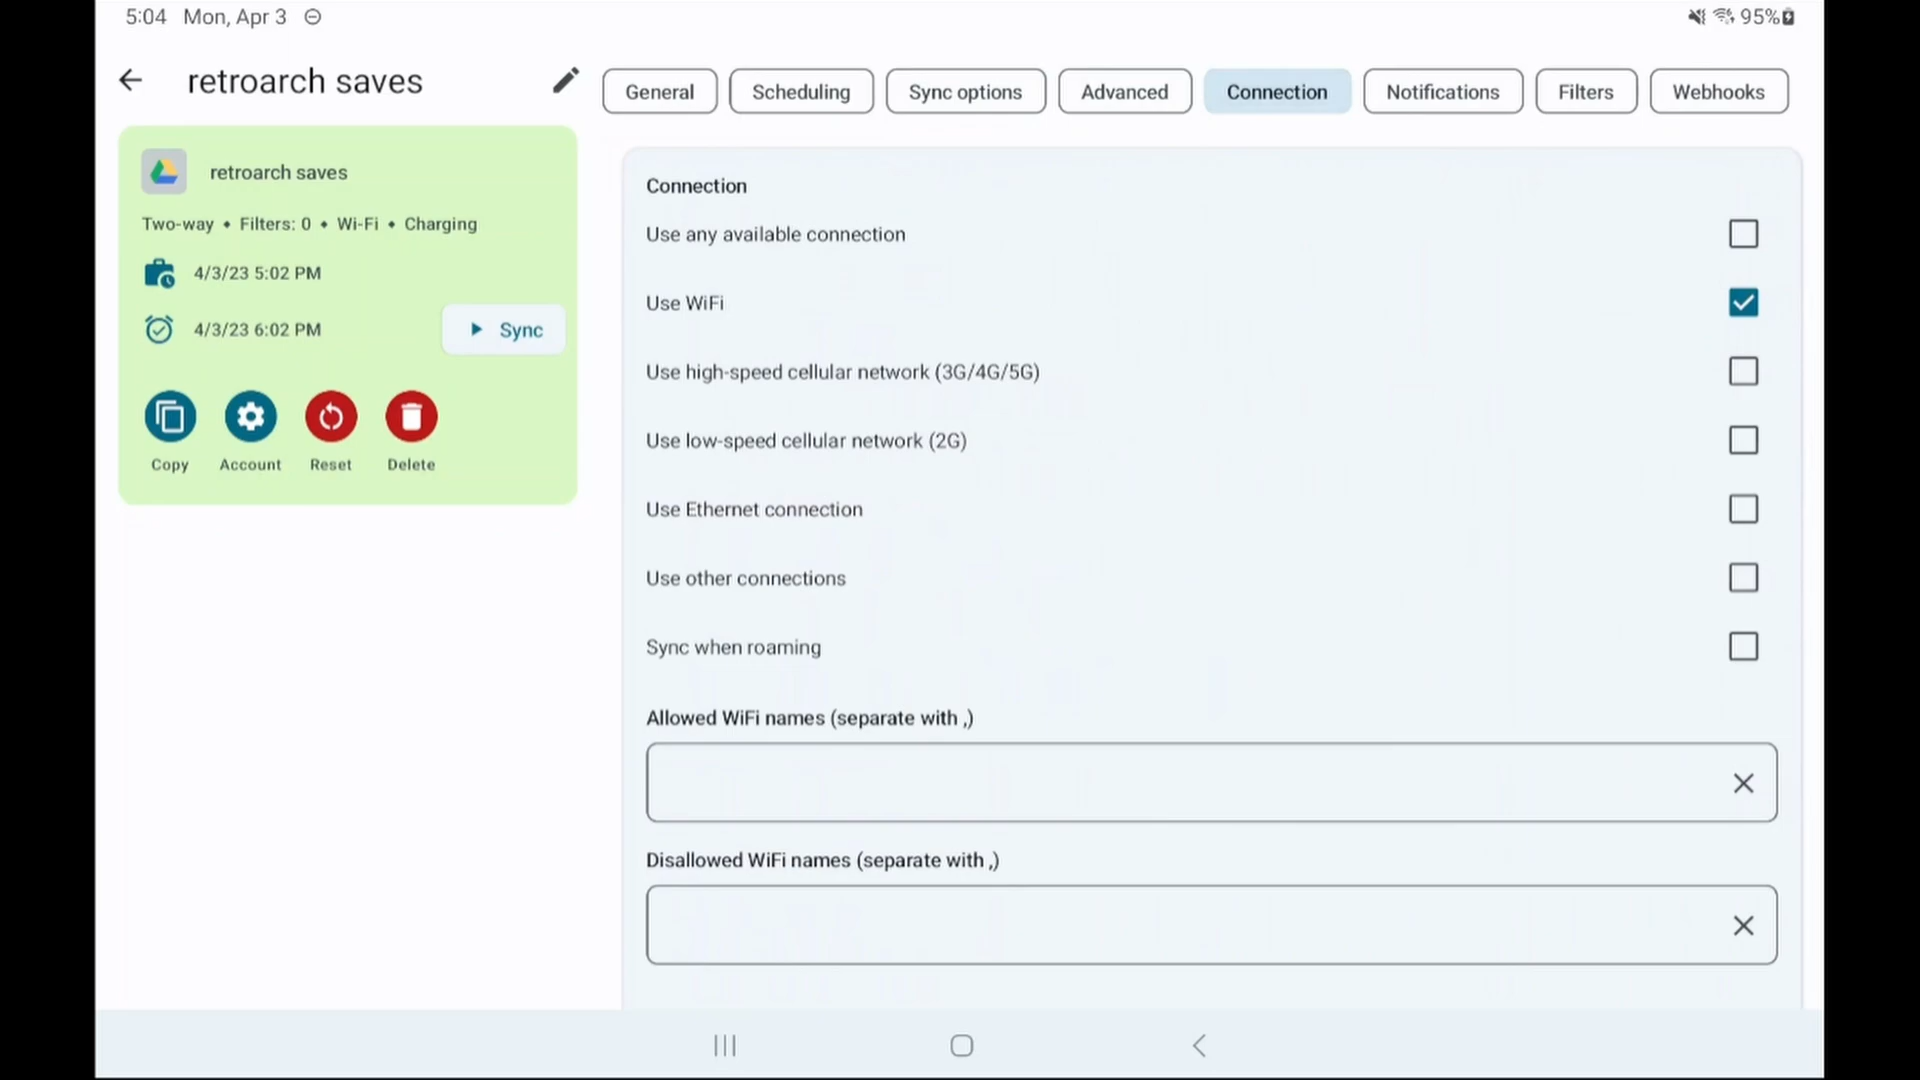 5:04 Mon, Apr 3
95%
retroarch saves
General
Scheduling
Sync options
Advanced
Connection
Notifications
Filters
Webhooks
retroarch saves
Two-way • Filters: 0 • Wi-Fi • Charging
4/3/23 5:02 PM
4/3/23 6:02 PM
Sync
Copy
Account
Reset
Delete
Connection
Use any available connection
Use WiFi
Use high-speed cellular network (3G/4G/5G)
Use low-speed cellular network (2G)
Use Ethernet connection
Use other connections
Sync when roaming
Allowed WiFi names (separate with ,)
Disallowed WiFi names (separate with ,)